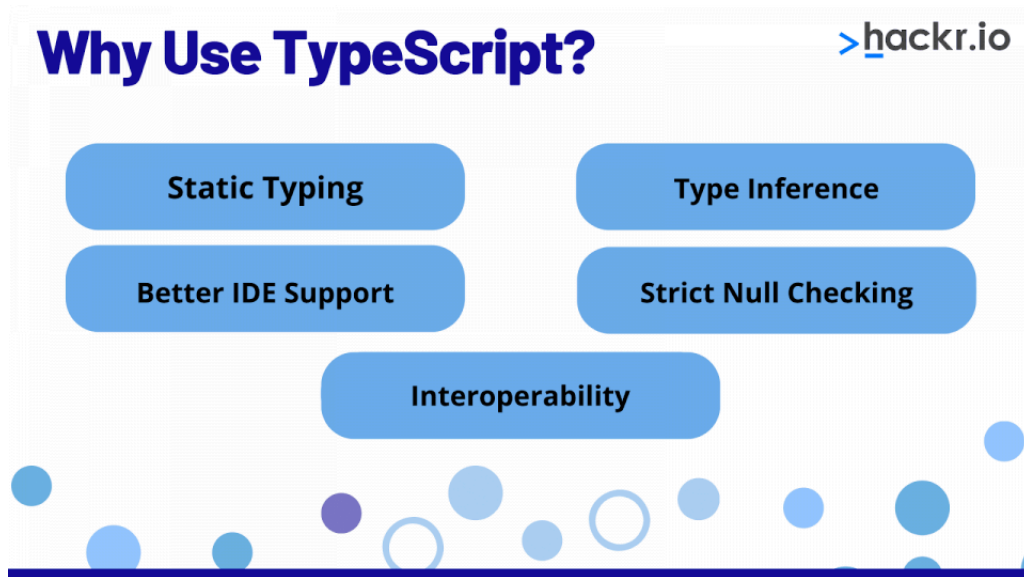 Why Use TypeScript?
>hackr.io
Static Typing
Type Inference
Better IDE Support
Strict Null Checking
Interoperability